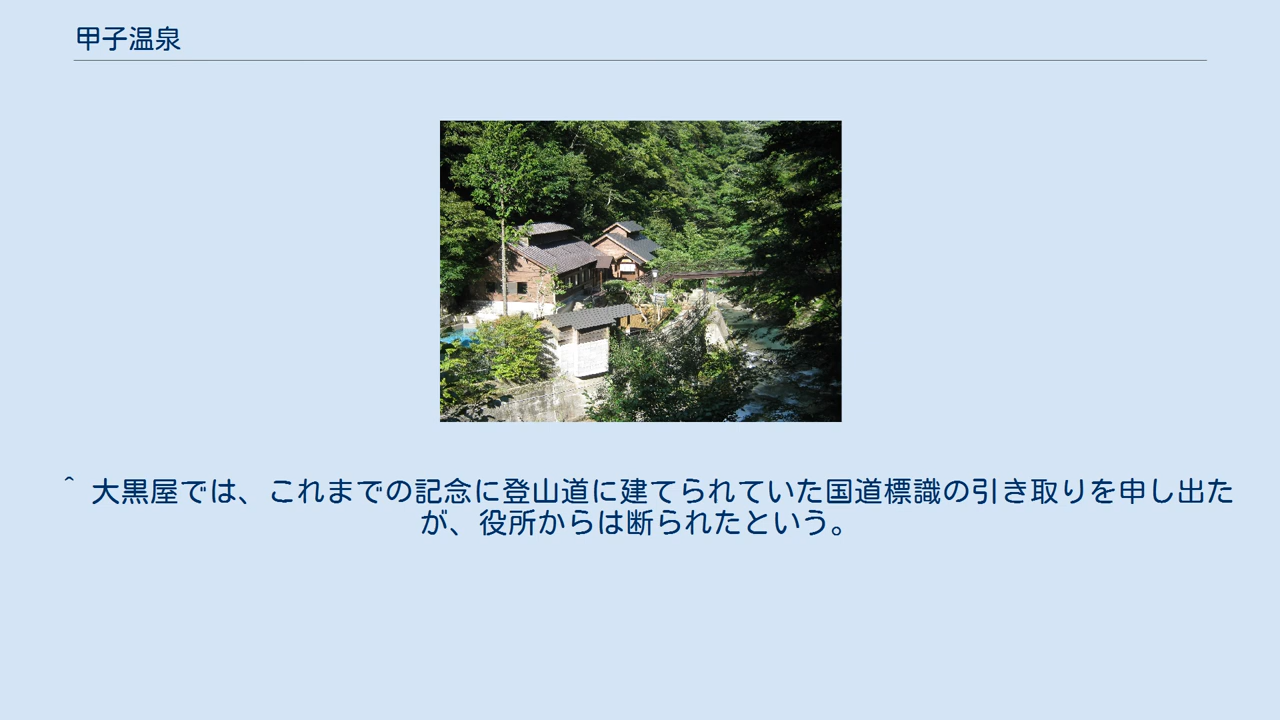 甲子温泉
^ 大黒屋では、これまでの記念に登山道に建てられていた国道標識の引き取りを申し出た
が、役所からは断られたという。